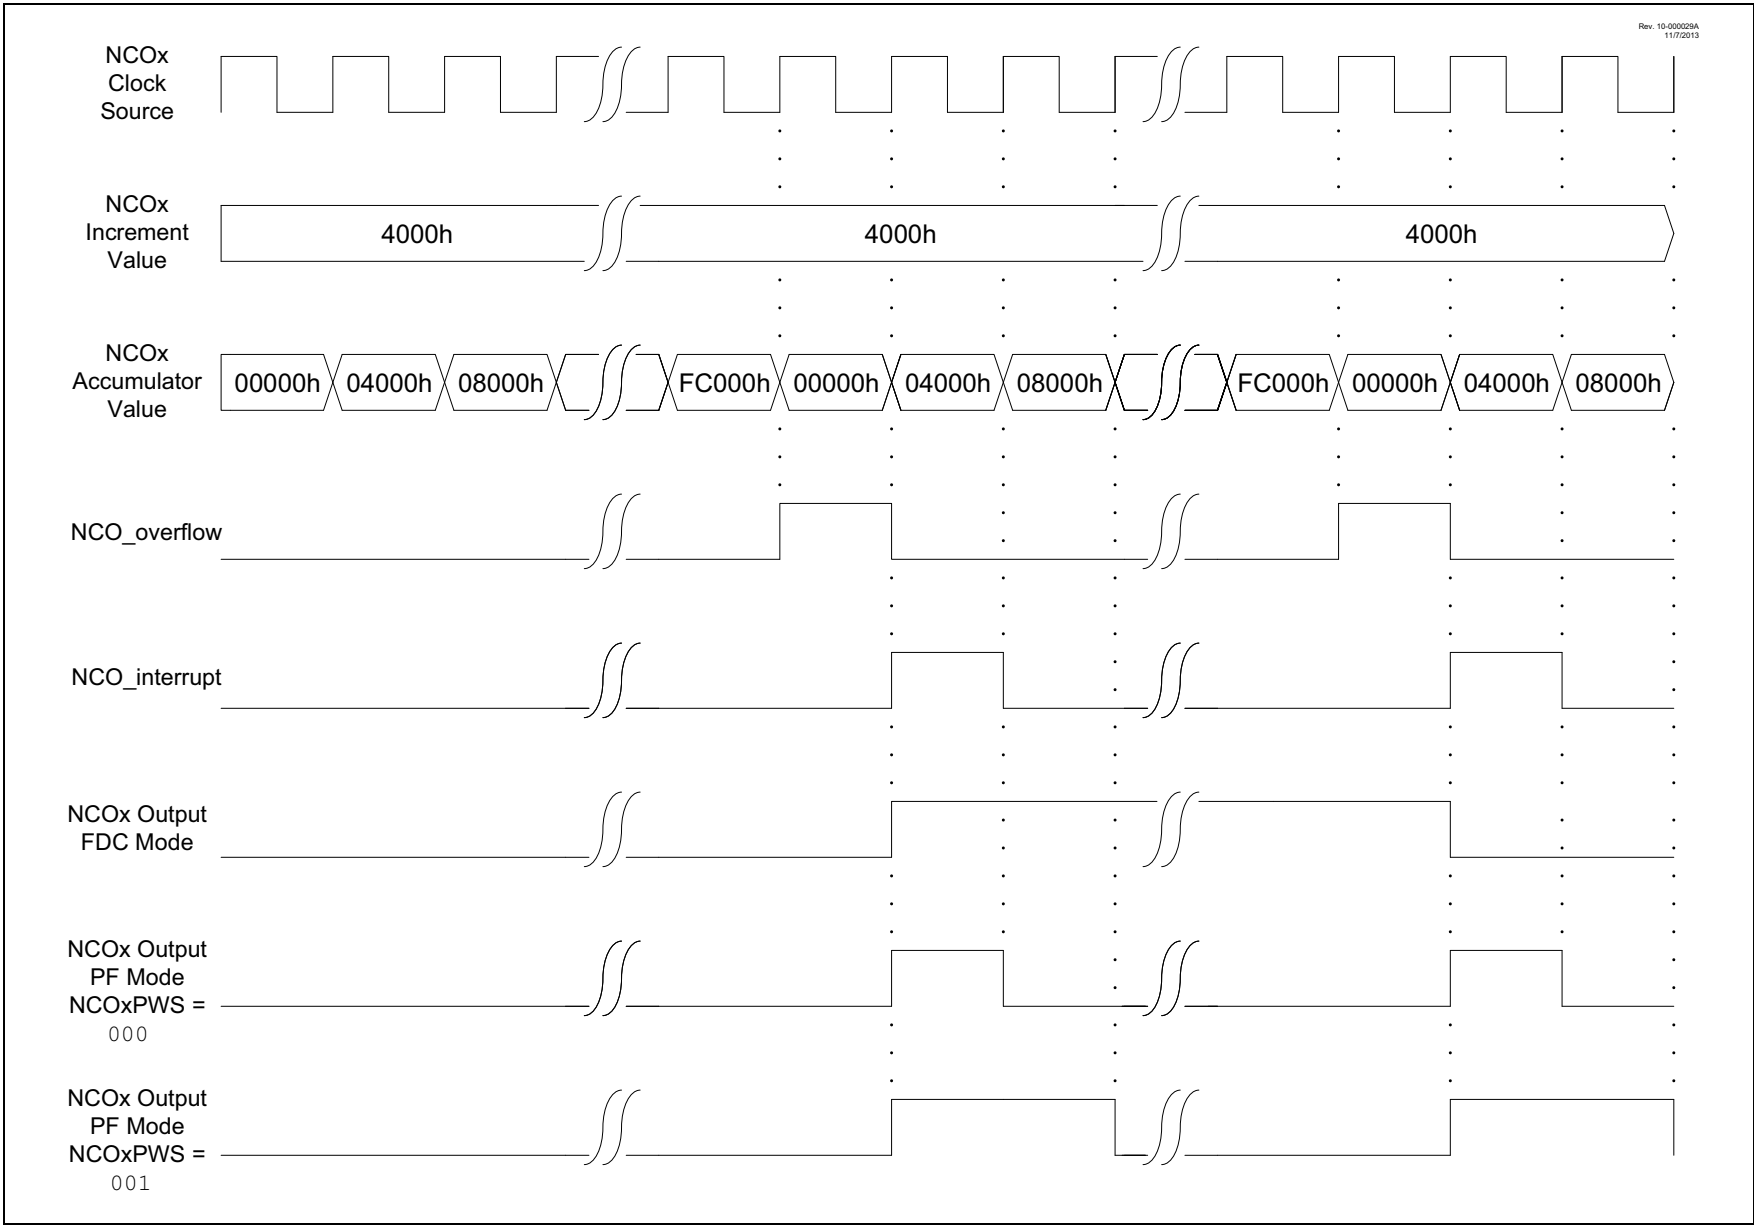 Rev. 10-000029A
11/7/2013
NCOx
Clock
Source
NCOx
Increment
Value
4000h 4000h 4000h
NCOx
Accumulator
Value
00000h 04000h 08000h FC000h 00000h 04000h 08000h FC000h 00000h 04000h 08000h
NCO_overflow
NCO_interrupt
NCOx Output
FDC Mode
NCOx Output
PF Mode
NCOxPWS =
000
NCOx Output
PF Mode
NCOxPWS =
001